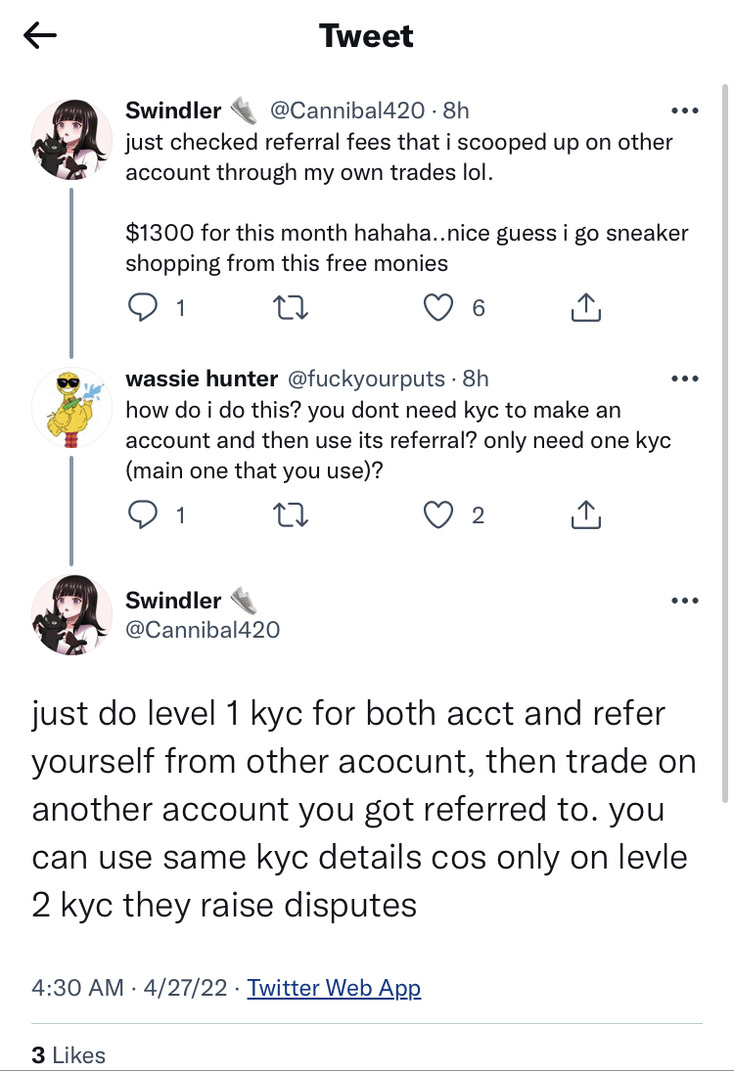 Tweet
Swindler 👟 @Cannibal420 · 8h
just checked referral fees that i scooped up on other
account through my own trades lol.
$1300 for this month hahaha..nice guess i go sneaker
shopping from this free monies
1 6
wassie hunter @fuckyourputs · 8h
how do i do this? you dont need kyc to make an
account and then use its referral? only need one kyc
(main one that you use)?
1 2
Swindler 👟
@Cannibal420
just do level 1 kyc for both acct and refer
yourself from other acocunt, then trade on
another account you got referred to. you
can use same kyc details cos only on levle
2 kyc they raise disputes
4:30 AM · 4/27/22 · Twitter Web App
3 Likes